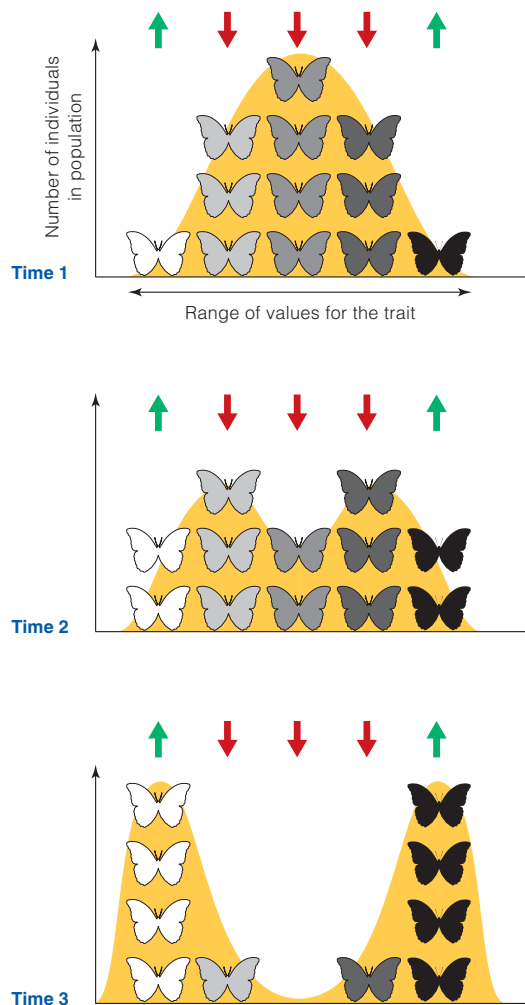 Number of individuals
in population
Time 1
Range of values for the trait
Time 2
Time 3